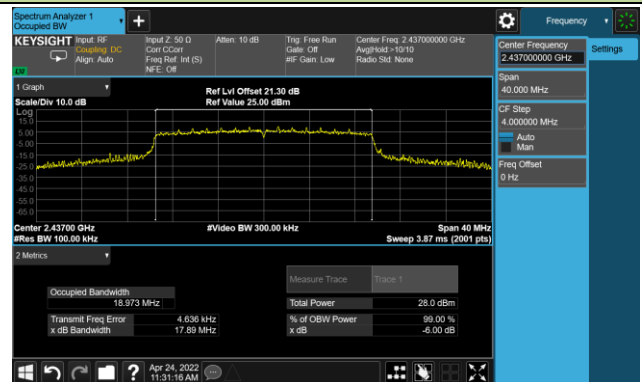 Spectrum Analyzer 1
Occupied BW
Frequency
KEYSIGHT
Input: RF
Coupling: DC
Align: Auto
Input Z: 50 Ω
Corr CCorr
Freq Ref: Int (S)
NFE: Off
Atten: 10 dB
Trig: Free Run
Gate: Off
#IF Gain: Low
Center Freq: 2.437000000 GHz
Avg|Hold:>10/10
Radio Std: None
Center Frequency
2.437000000 GHz
Settings
Span
40.000 MHz
CF Step
4.000000 MHz
Auto
Man
Freq Offset
0 Hz
1 Graph
Scale/Div 10.0 dB
Ref Lvl Offset 21.30 dB
Ref Value 25.00 dBm
Log
15.0
5.00
-5.00
-15.0
-25.0
-35.0
-45.0
-55.0
-65.0
Center 2.43700 GHz
#Res BW 100.00 kHz
#Video BW 300.00 kHz
Span 40 MHz
Sweep 3.87 ms (2001 pts)
2 Metrics
Measure Trace
Trace 1
Occupied Bandwidth
18.973 MHz
Total Power
28.0 dBm
Transmit Freq Error
4.636 kHz
% of OBW Power
99.00 %
x dB Bandwidth
17.89 MHz
x dB
-6.00 dB
?
Apr 24, 2022
11:31:16 AM